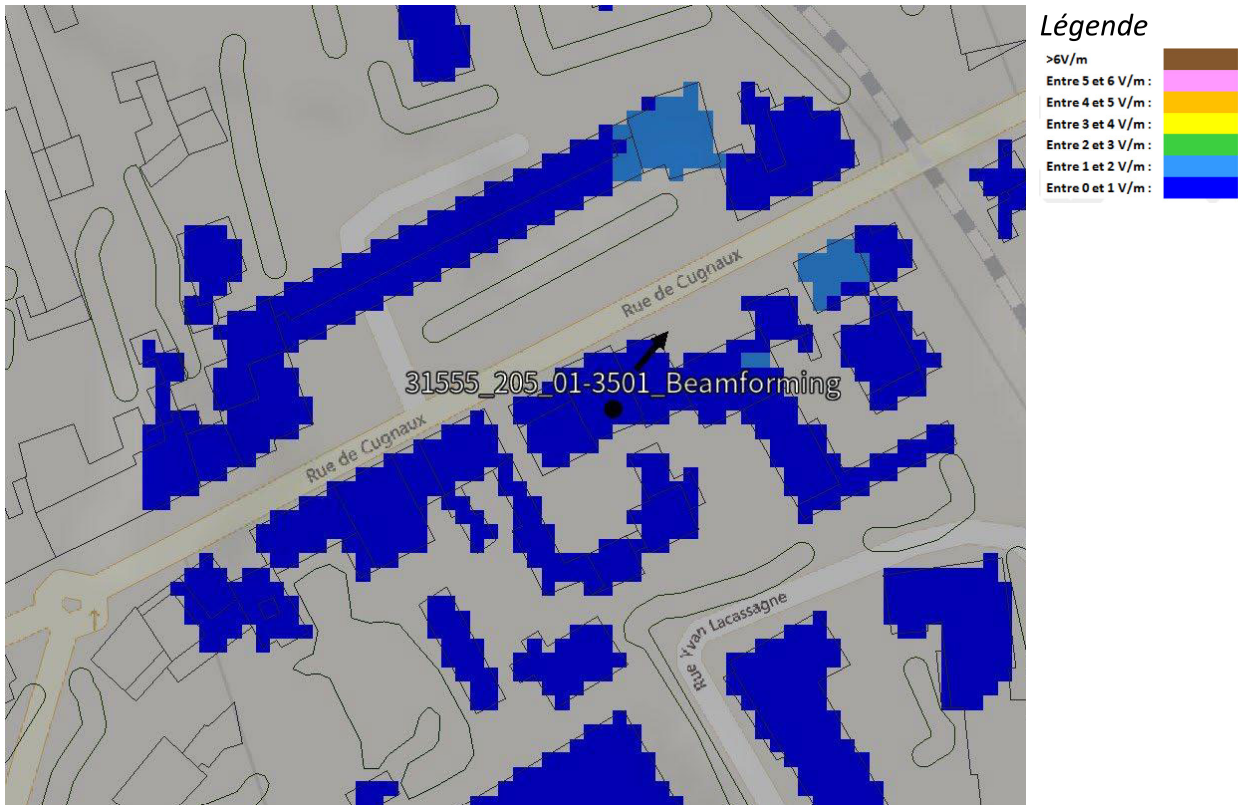 Légende
>6V/m
Entre 5 et 6 V/m :
Entre 4 et 5 V/m :
Entre 3 et 4 V/m :
Entre 2 et 3 V/m :
Entre 1 et 2 V/m :
Entre 0 et 1 V/m :
Rue de Cugnaux
31555_205_01-3501_Beamforming
Rue de Cugnaux
Rue Yvan Lacassagne